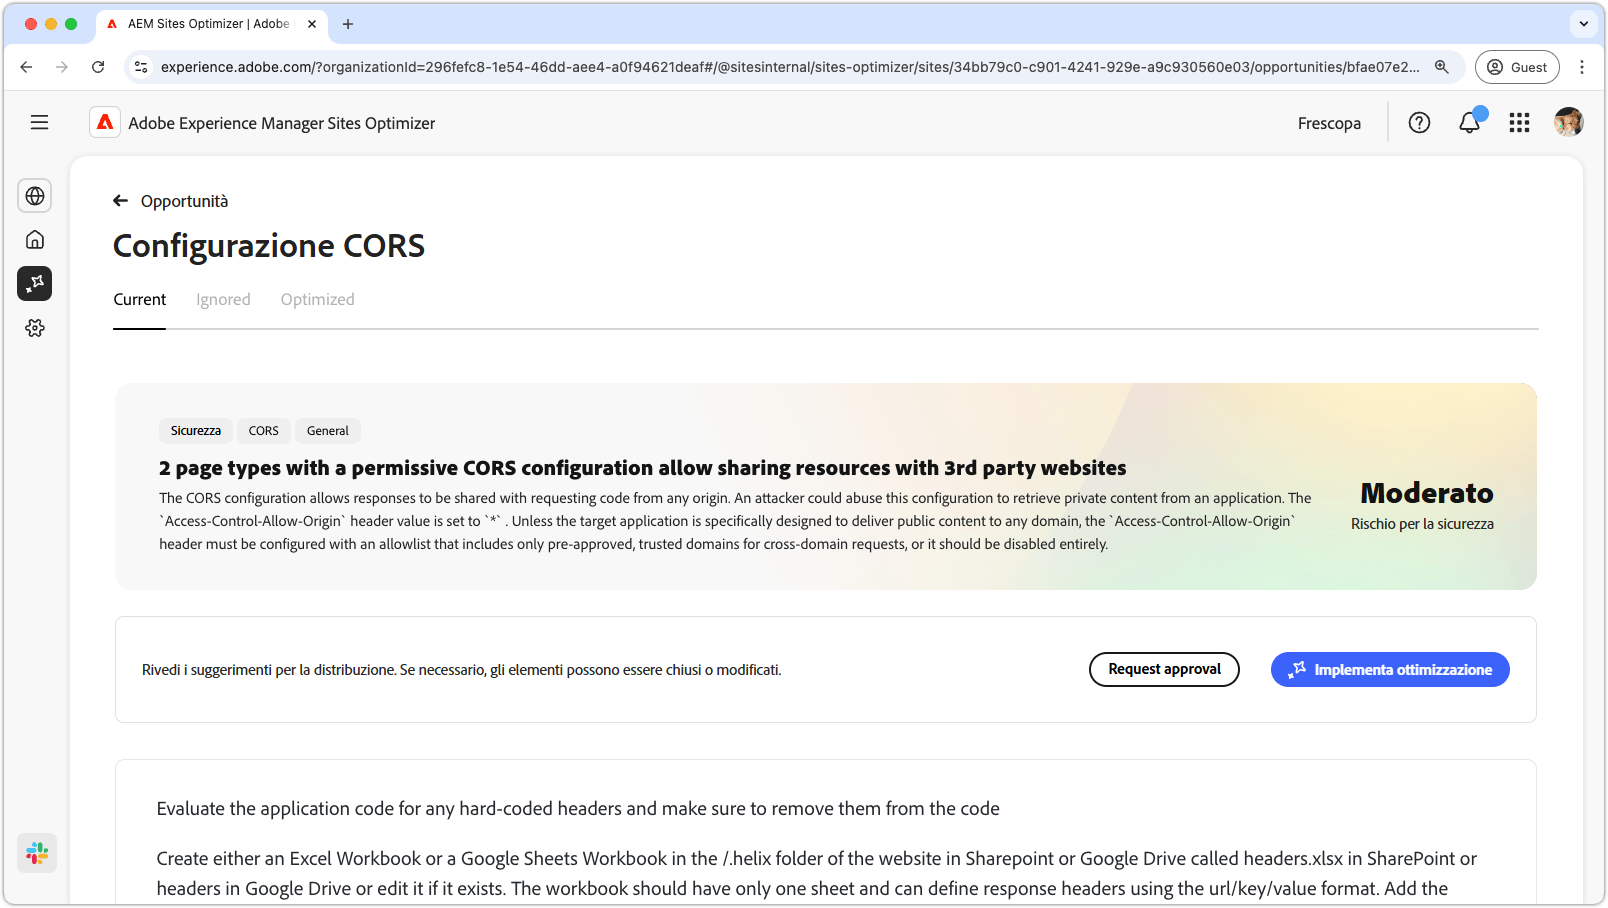 AEM Sites Optimizer | Adobe
experience.adobe.com/?organizationId=296fefc8-1e54-46dd-aee4-a0f94621deaf#/@sitesinternal/sites-optimizer/sites/34bb79c0-c901-4241-929e-a9c930560e03/opportunities/bfae07e2...
Guest
Adobe Experience Manager Sites Optimizer
Frescopa
Opportunità
Configurazione CORS
Current Ignored Optimized
Sicurezza CORS General
2 page types with a permissive CORS configuration allow sharing resources with 3rd party websites
The CORS configuration allows responses to be shared with requesting code from any origin. An attacker could abuse this configuration to retrieve private content from an application. The
`Access-Control-Allow-Origin` header value is set to `*` . Unless the target application is specifically designed to deliver public content to any domain, the `Access-Control-Allow-Origin`
header must be configured with an allowlist that includes only pre-approved, trusted domains for cross-domain requests, or it should be disabled entirely.
Moderato
Rischio per la sicurezza
Rivedi i suggerimenti per la distribuzione. Se necessario, gli elementi possono essere chiusi o modificati.
Request approval
Implementa ottimizzazione
Evaluate the application code for any hard-coded headers and make sure to remove them from the code
Create either an Excel Workbook or a Google Sheets Workbook in the /.helix folder of the website in Sharepoint or Google Drive called headers.xlsx in SharePoint or
headers in Google Drive or edit it if it exists. The workbook should have only one sheet and can define response headers using the url/key/value format. Add the